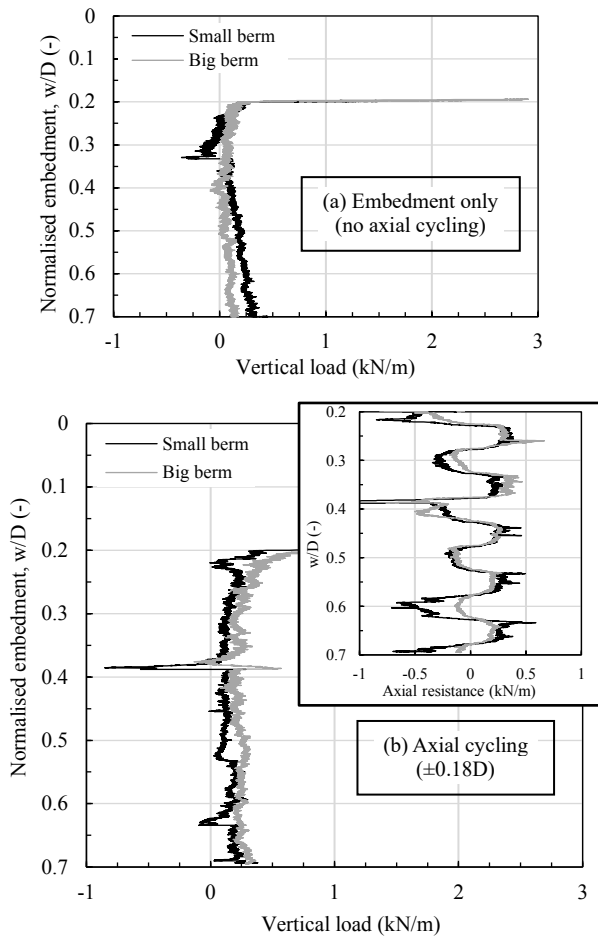 0
0.1
0.2
0.3
0.4
0.5
0.6
0.7
Normalised embedment, w/D (-)
Small berm
Big berm
(a) Embedment only
(no axial cycling)
-1
0
1
2
3
Vertical load (kN/m)
0
0.1
0.2
0.3
0.4
0.5
0.6
0.7
Normalised embedment, w/D (-)
Small berm
Big berm
0.2
0.3
0.4
0.5
0.6
0.7
w/D (-)
-1
-0.5
0
0.5
1
Axial resistance (kN/m)
(b) Axial cycling
(±0.18D)
-1
0
1
2
3
Vertical load (kN/m)